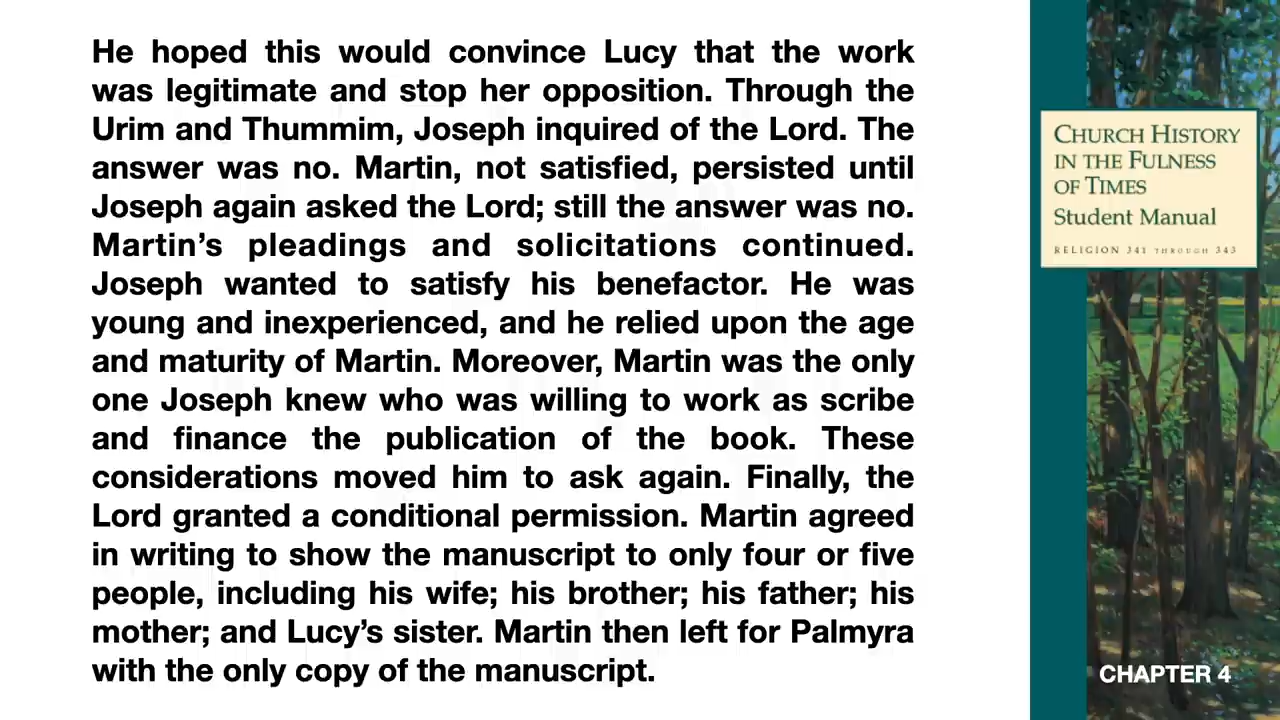 He hoped this would convince Lucy that the work
was legitimate and stop her opposition. Through the
Urim and Thummim, Joseph inquired of the Lord. The
answer was no. Martin, not satisfied, persisted until
Joseph again asked the Lord; still the answer was no.
Martin’s pleadings and solicitations continued.
Joseph wanted to satisfy his benefactor. He was
young and inexperienced, and he relied upon the age
and maturity of Martin. Moreover, Martin was the only
one Joseph knew who was willing to work as scribe
and finance the publication of the book. These
considerations moved him to ask again. Finally, the
Lord granted a conditional permission. Martin agreed
in writing to show the manuscript to only four or five
people, including his wife; his brother; his father; his
mother; and Lucy’s sister. Martin then left for Palmyra
with the only copy of the manuscript.
CHURCH HISTORY
IN THE FULNESS
OF TIMES
Student Manual
RELIGION 341 THROUGH 343
CHAPTER 4